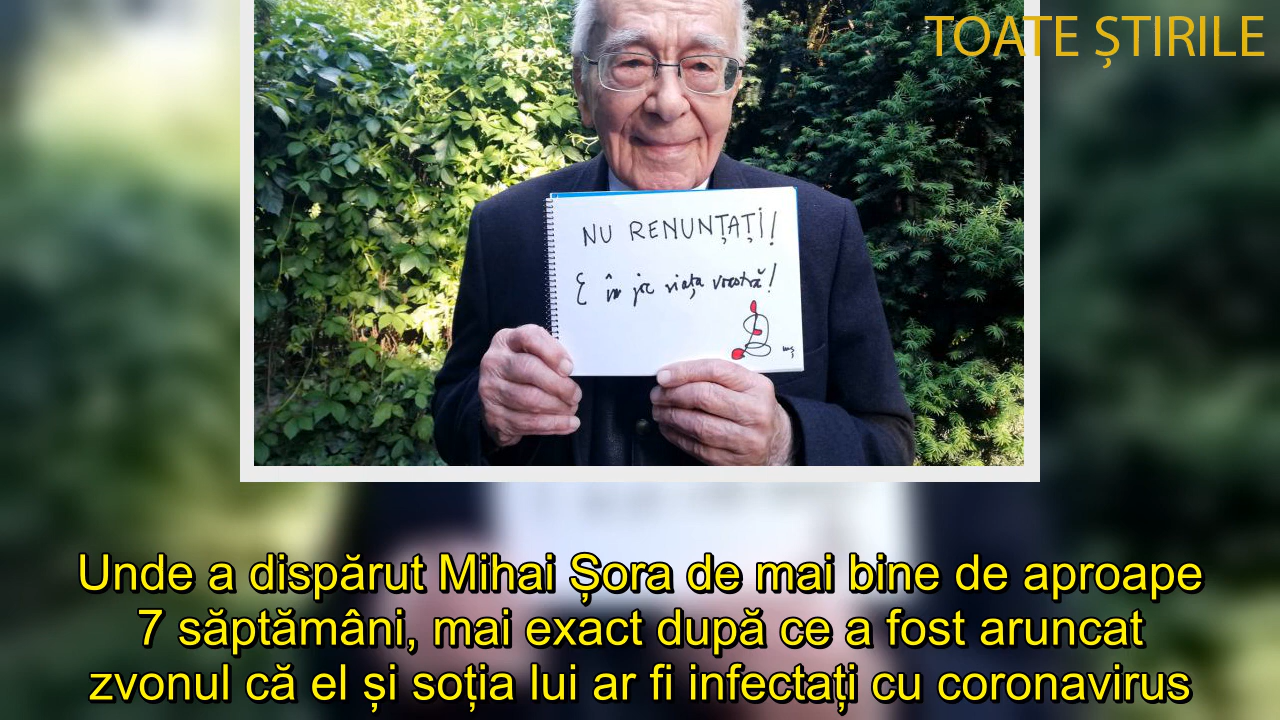 TOATE ȘTIRILE
NU RENUNȚAȚI!
E în joc viața voastră!
mș
Unde a dispărut Mihai Șora de mai bine de aproape
7 săptămâni, mai exact după ce a fost aruncat
zvonul că el și soția lui ar fi infectați cu coronavirus